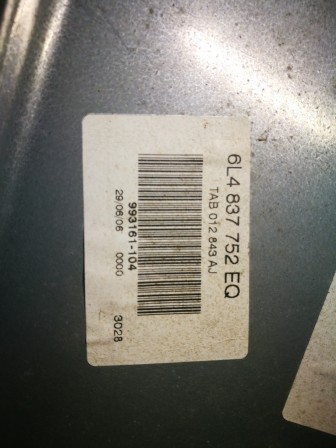 6L4 837 752 EQ
TAB 012 843 AJ
993161-104
29/06/06 0000 3028